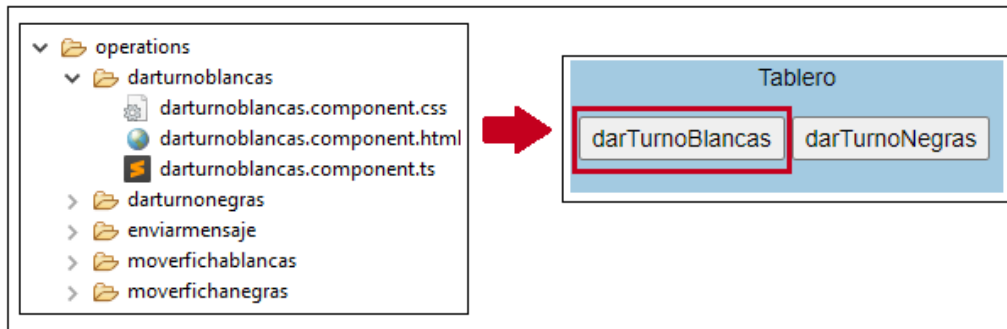 operations
darturnoblancas
darturnoblancas.component.css
darturnoblancas.component.html
darturnoblancas.component.ts
darturnonegras
enviarmensaje
moverfichablancas
moverfichanegras
Tablero
darTurnoBlancas darTurnoNegras